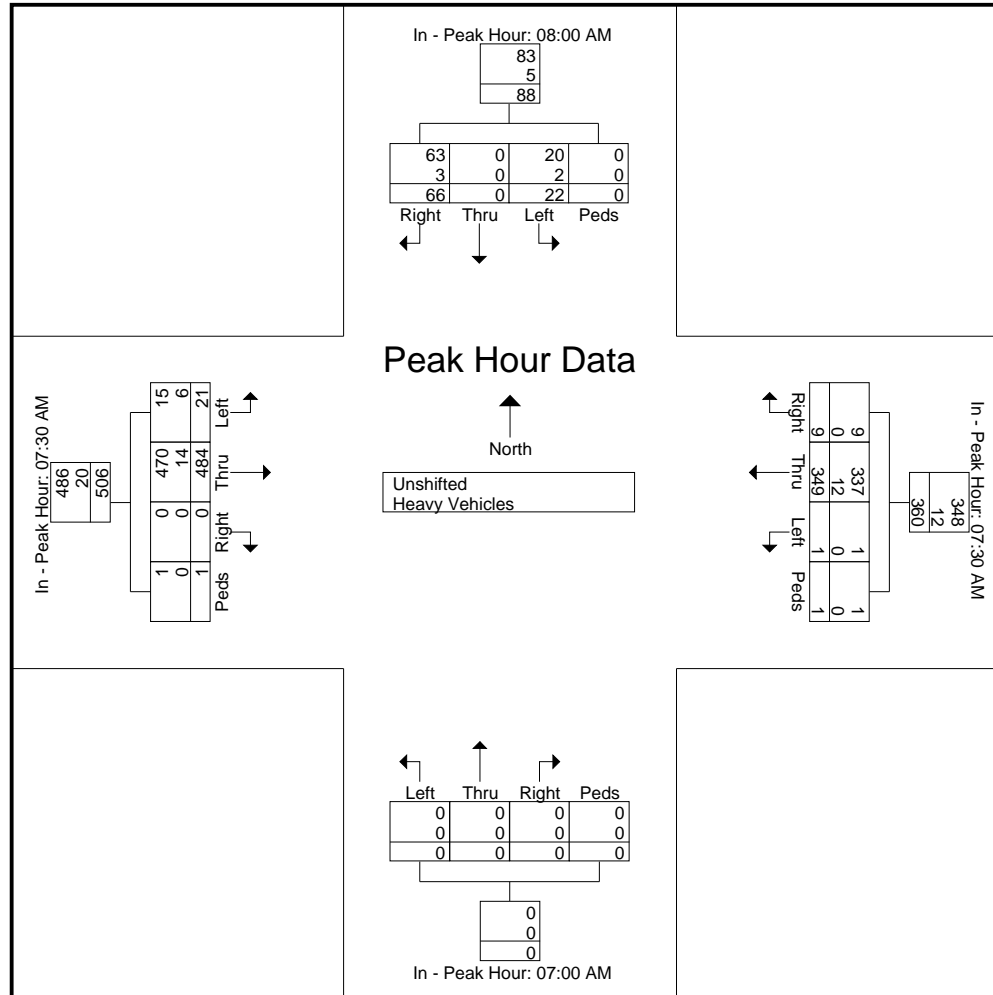 In - Peak Hour: 08:00 AM
83
5
88
63 0 20 0
3 0 2 0
66 0 22 0
Right Thru Left Peds
Peak Hour Data
North
Unshifted
Heavy Vehicles
In - Peak Hour: 07:30 AM
486
20
506
15 470 0 1
6 14 0 0
21 484 0 1
Left Thru Right Peds
In - Peak Hour: 07:30 AM
348
12
360
9 337 1 1
0 12 0 0
9 349 1 1
Right Thru Left Peds
Left Thru Right Peds
0 0 0 0
0 0 0 0
0 0 0 0
0
0
0
In - Peak Hour: 07:00 AM